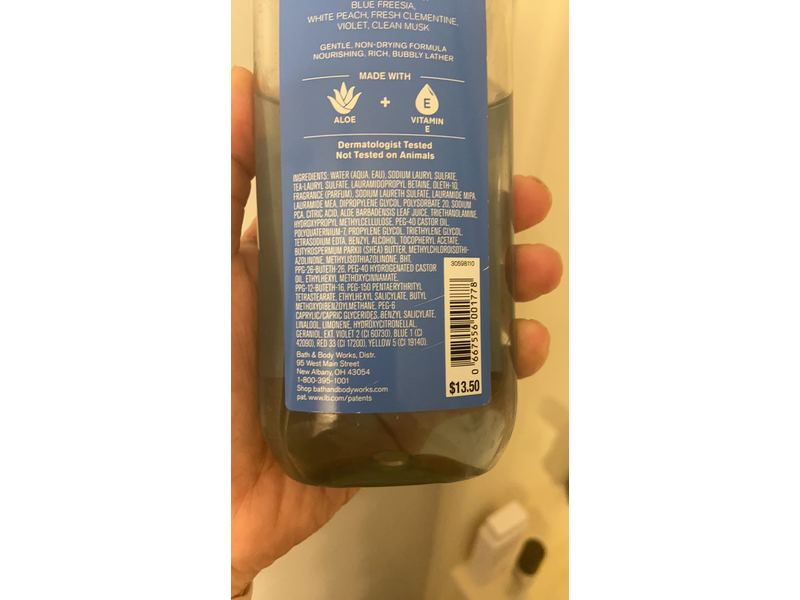 BLUE FREESIA,
WHITE PEACH, FRESH CLEMENTINE,
VIOLET, CLEAN MUSK
GENTLE, NON-DRYING FORMULA
NOURISHING, RICH, BUBBLY LATHER
MADE WITH
ALOE
+
E
VITAMIN
E
Dermatologist Tested
Not Tested on Animals
INGREDIENTS: WATER (AQUA, EAU), SODIUM LAURYL SULFATE,
TEA-LAURYL SULFATE, LAURAMIDOPROPYL BETAINE, OLETH-10,
FRAGRANCE (PARFUM), SODIUM LAURETH SULFATE, LAURAMIDE MIPA,
LAURAMIDE MEA, DIPROPYLENE GLYCOL, POLYSORBATE 20, SODIUM
PCA, CITRIC ACID, ALOE BARBADENSIS LEAF JUICE, TRIETHANOLAMINE,
HYDROXYPROPYL METHYLCELLULOSE, PEG-40 CASTOR OIL,
POLYQUATERNIUM-7, PROPYLENE GLYCOL, TRIETHYLENE GLYCOL,
TETRASODIUM EDTA, BENZYL ALCOHOL, TOCOPHERYL ACETATE,
BUTYROSPERMUM PARKII (SHEA) BUTTER, METHYLCHLOROISOTHI-
AZOLINONE, METHYLISOTHIAZOLINONE, BHT,
PPG-26-BUTETH-26, PEG-40 HYDROGENATED CASTOR
OIL, ETHYLHEXYL METHOXYCINNAMATE,
PPG-12-BUTETH-16, PEG-150 PENTAERYTHRITYL
TETRASTEARATE, ETHYLHEXYL SALICYLATE, BUTYL
METHOXYDIBENZOYLMETHANE, PEG-6
CAPRYLIC/CAPRIC GLYCERIDES, BENZYL SALICYLATE,
LINALOOL, LIMONENE, HYDROXYCITRONELLAL,
GERANIOL, EXT. VIOLET 2 (CI 60730), BLUE 1 (CI
42090), RED 33 (CI 17200), YELLOW 5 (CI 19140).
Bath & Body Works, Distr.
95 West Main Street
New Albany, OH 43054
1-800-395-1001
Shop bathandbodyworks.com
pat. www.lb.com/patents
30598110
0 667556 001778
$13.50